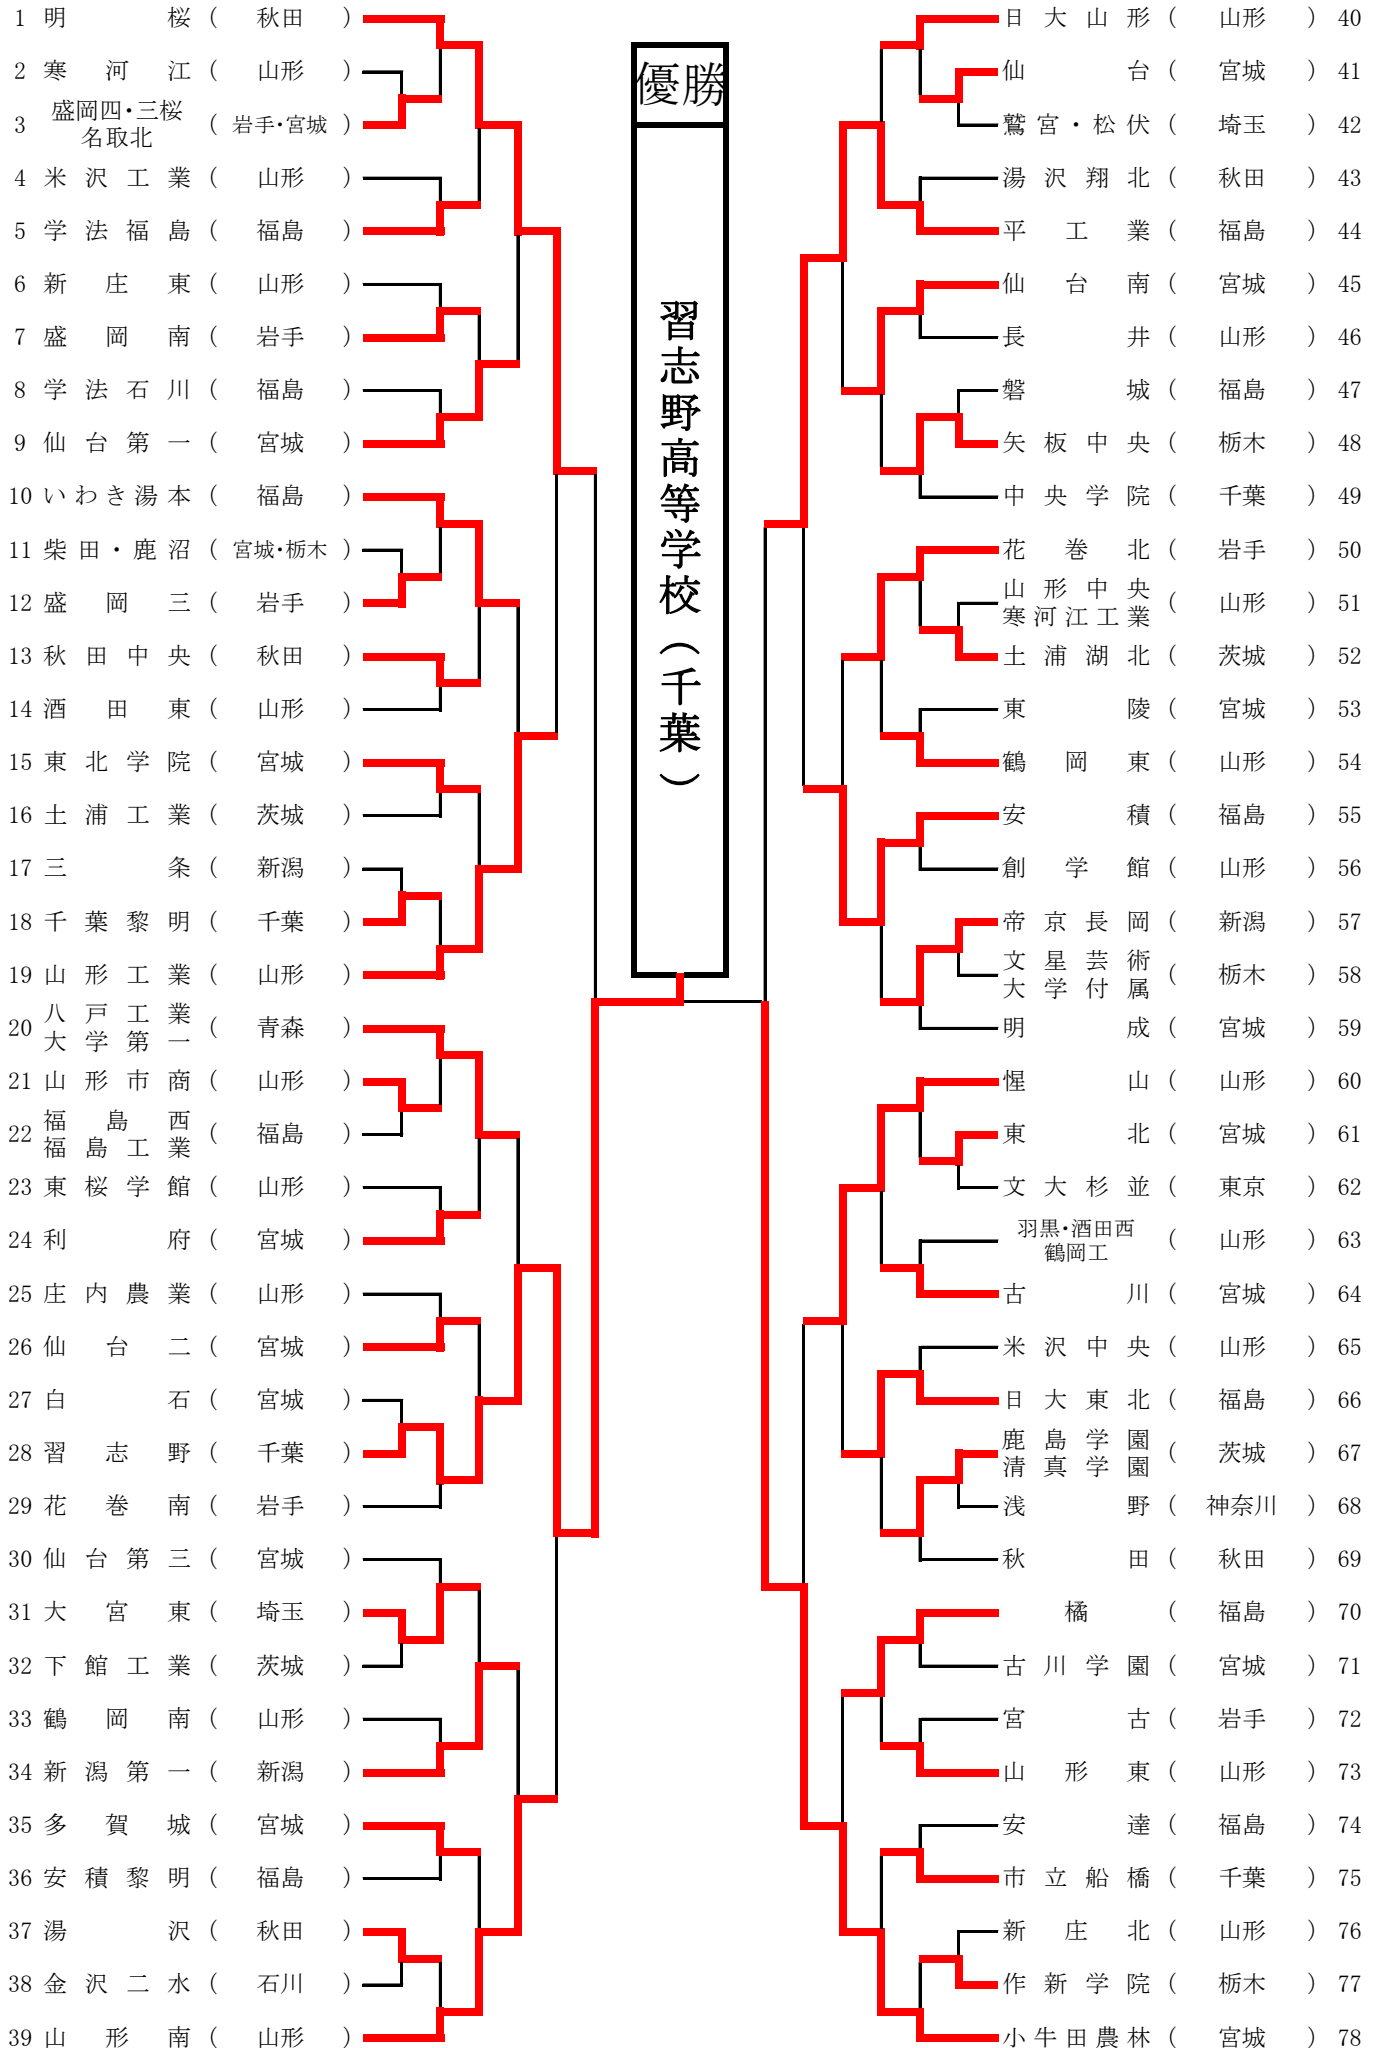 1 明桜 ( 秋田 )
2 寒河江 ( 山形 )
3 盛岡四・三桜 名取北 ( 岩手・宮城 )
4 米沢工業 ( 山形 )
5 学法福島 ( 福島 )
6 新庄東 ( 山形 )
7 盛岡南 ( 岩手 )
8 学法石川 ( 福島 )
9 仙台第一 ( 宮城 )
10 いわき湯本 ( 福島 )
11 柴田・鹿沼 ( 宮城・栃木 )
12 盛岡三 ( 岩手 )
13 秋田中央 ( 秋田 )
14 酒田東 ( 山形 )
15 東北学院 ( 宮城 )
16 土浦工業 ( 茨城 )
17 三条 ( 新潟 )
18 千葉黎明 ( 千葉 )
19 山形工業 ( 山形 )
20 八戸工業 大学第一 ( 青森 )
21 山形市商 ( 山形 )
22 福島西 福島工業 ( 福島 )
23 東桜学館 ( 山形 )
24 利府 ( 宮城 )
25 庄内農業 ( 山形 )
26 仙台二 ( 宮城 )
27 白石 ( 宮城 )
28 習志野 ( 千葉 )
29 花巻南 ( 岩手 )
30 仙台第三 ( 宮城 )
31 大宮東 ( 埼玉 )
32 下館工業 ( 茨城 )
33 鶴岡南 ( 山形 )
34 新潟第一 ( 新潟 )
35 多賀城 ( 宮城 )
36 安積黎明 ( 福島 )
37 湯沢 ( 秋田 )
38 金沢二水 ( 石川 )
39 山形南 ( 山形 )
優勝
習志野高等学校(千葉)
日大山形 ( 山形 ) 40
仙台 ( 宮城 ) 41
鷲宮・松伏 ( 埼玉 ) 42
湯沢翔北 ( 秋田 ) 43
平工業 ( 福島 ) 44
仙台南 ( 宮城 ) 45
長井 ( 山形 ) 46
磐城 ( 福島 ) 47
矢板中央 ( 栃木 ) 48
中央学院 ( 千葉 ) 49
花巻北 ( 岩手 ) 50
山形中央 寒河江工業 ( 山形 ) 51
土浦湖北 ( 茨城 ) 52
東陵 ( 宮城 ) 53
鶴岡東 ( 山形 ) 54
安積 ( 福島 ) 55
創学館 ( 山形 ) 56
帝京長岡 ( 新潟 ) 57
文星芸術 大学付属 ( 栃木 ) 58
明成 ( 宮城 ) 59
惺山 ( 山形 ) 60
東北 ( 宮城 ) 61
文大杉並 ( 東京 ) 62
羽黒・酒田西 鶴岡工 ( 山形 ) 63
古川 ( 宮城 ) 64
米沢中央 ( 山形 ) 65
日大東北 ( 福島 ) 66
鹿島学園 清真学園 ( 茨城 ) 67
浅野 ( 神奈川 ) 68
秋田 ( 秋田 ) 69
橘 ( 福島 ) 70
古川学園 ( 宮城 ) 71
宮古 ( 岩手 ) 72
山形東 ( 山形 ) 73
安達 ( 福島 ) 74
市立船橋 ( 千葉 ) 75
新庄北 ( 山形 ) 76
作新学院 ( 栃木 ) 77
小牛田農林 ( 宮城 ) 78